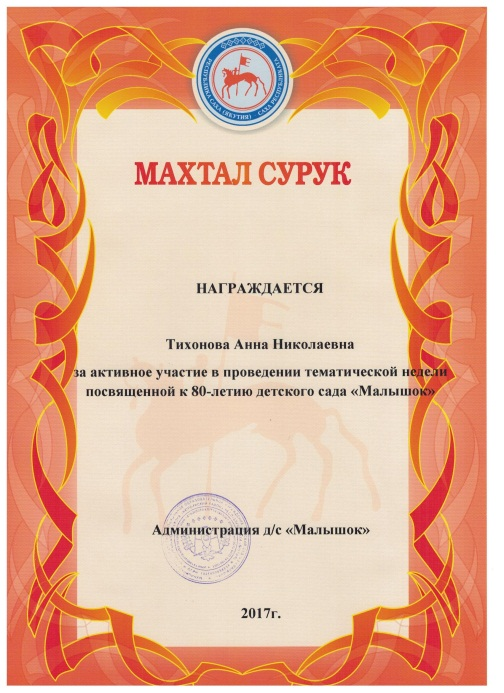 РЕСПУБЛИКА САХА (ЯКУТИЯ) САХА РЕСПУБЛИКАТА
МАХТАЛ СУРУК
НАГРАЖДАЕТСЯ
Тихонова Анна Николаевна
за активное участие в проведении тематической недели
посвященной к 80-летию детского сада «Малышок»
Администрация д/с «Малышок»
2017г.